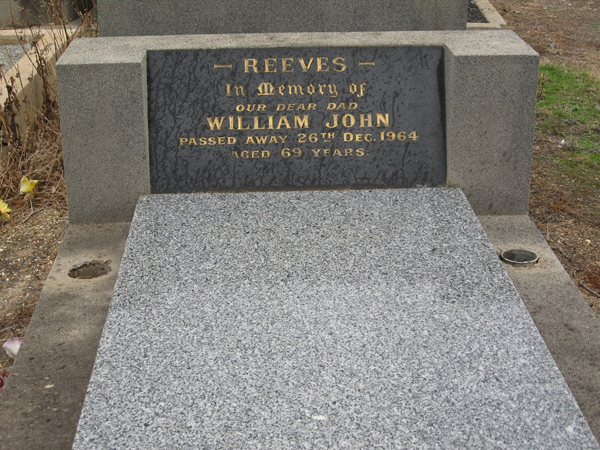 - REEVES -
In Memory of
OUR DEAR DAD
WILLIAM JOHN
PASSED AWAY 26TH DEC. 1964
AGED 69 YEARS.